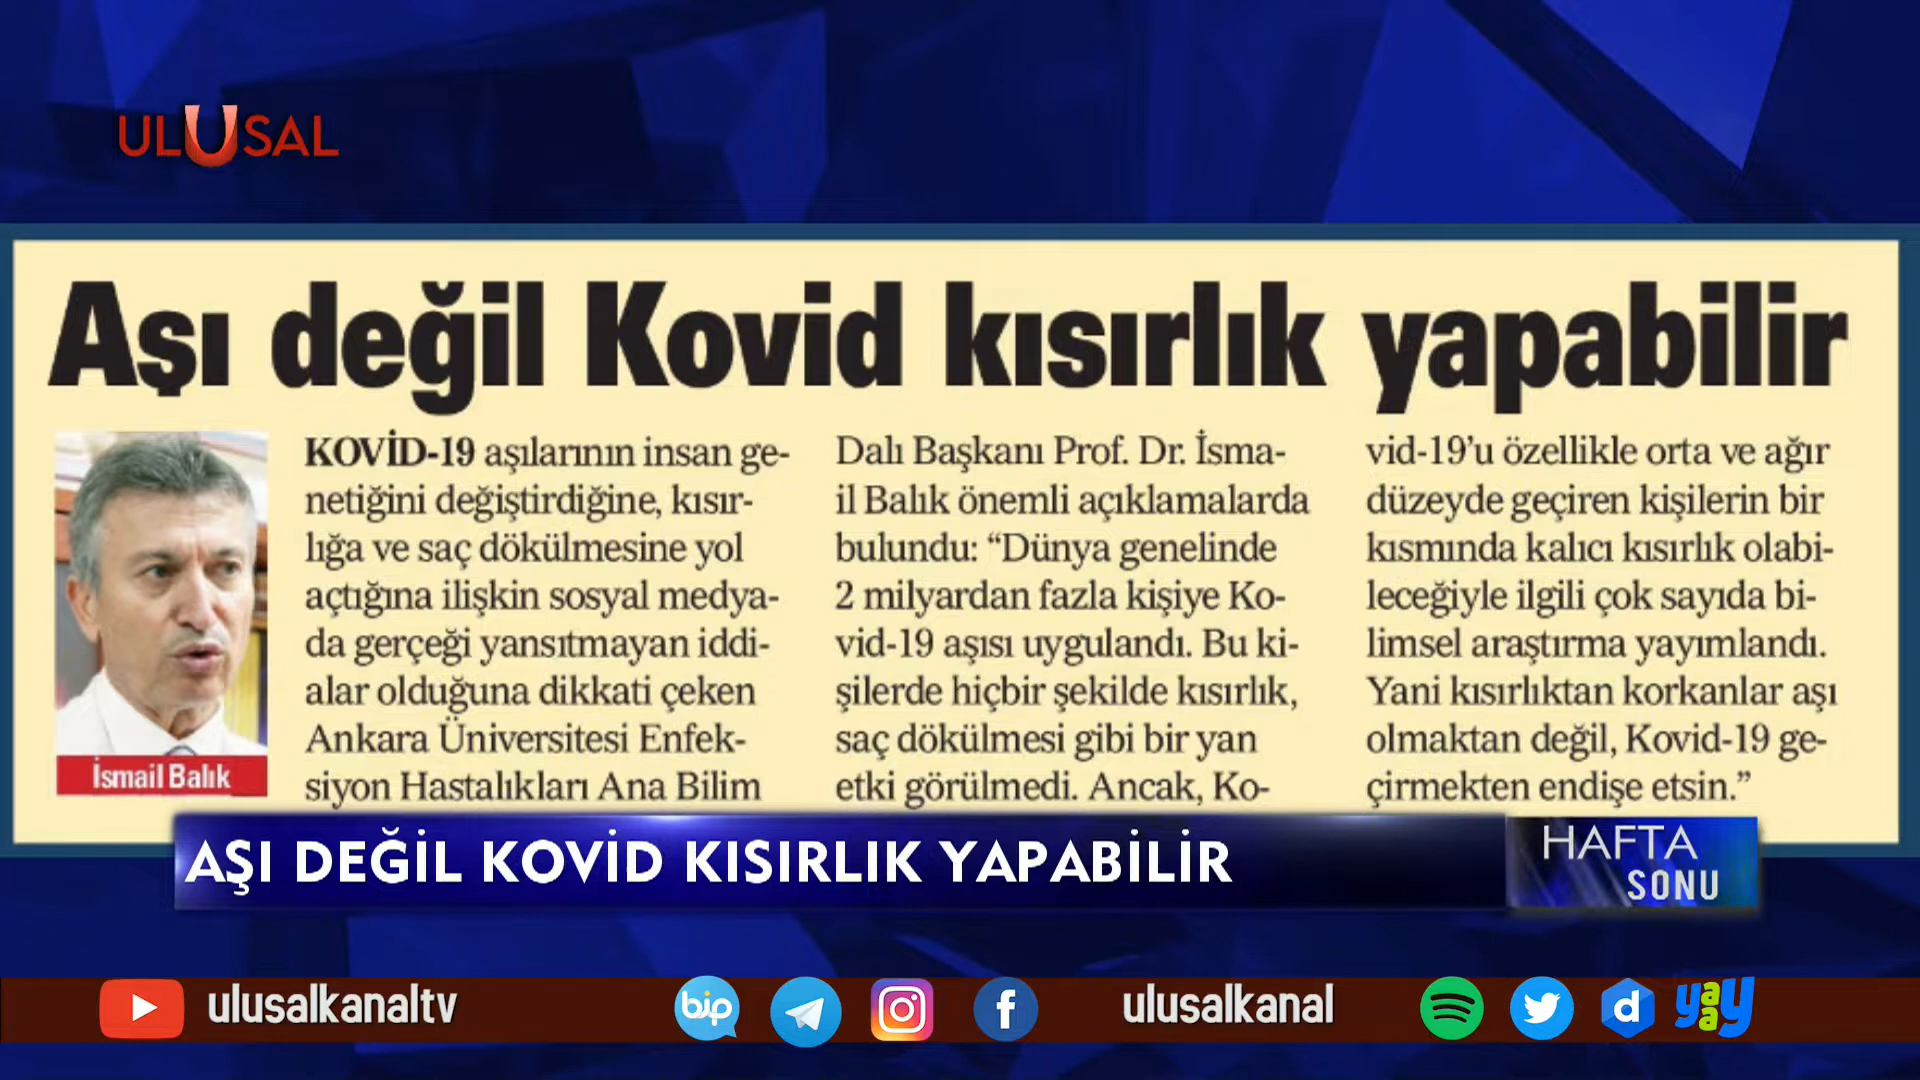 ULUSAL
Aşı değil Kovid kısırlık yapabilir
KOVİD-19 aşılarının insan ge-
netiğini değiştirdiğine, kısır-
lığa ve saç dökülmesine yol
açtığına ilişkin sosyal medya-
da gerçeği yansıtmayan iddi-
alar olduğuna dikkati çeken
Ankara Üniversitesi Enfek-
siyon Hastalıkları Ana Bilim
Dalı Başkanı Prof. Dr. İsma-
il Balık önemli açıklamalarda
bulundu: “Dünya genelinde
2 milyardan fazla kişiye Ko-
vid-19 aşısı uygulandı. Bu ki-
şilerde hiçbir şekilde kısırlık,
saç dökülmesi gibi bir yan
etki görülmedi. Ancak, Ko-
vid-19’u özellikle orta ve ağır
düzeyde geçiren kişilerin bir
kısmında kalıcı kısırlık olabi-
leceğiyle ilgili çok sayıda bi-
limsel araştırma yayımlandı.
Yani kısırlıktan korkanlar aşı
olmaktan değil, Kovid-19 ge-
çirmekten endişe etsin.”
İsmail Balık
AŞI DEĞİL KOVİD KISIRLIK YAPABİLİR
HAFTA
SONU
ulusalkanaltv
bip
f
ulusalkanal
d
yaay